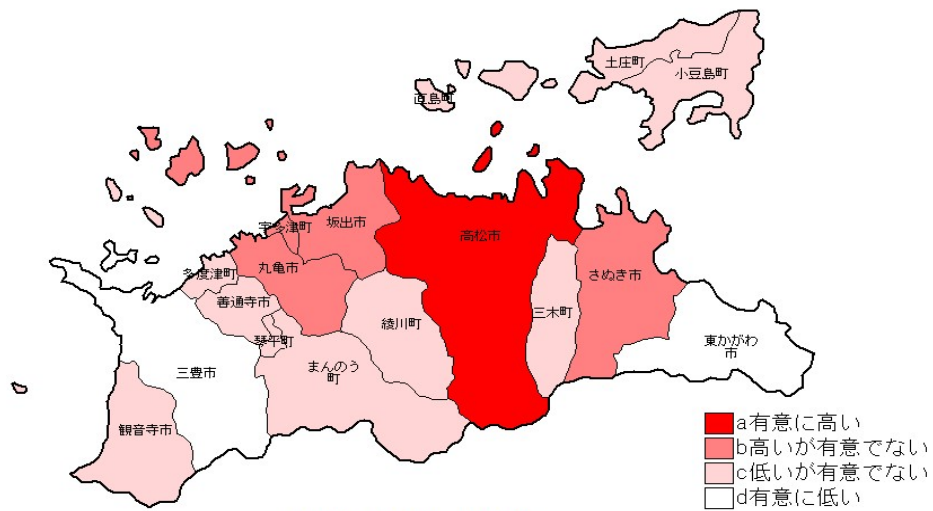 土庄町
小豆島町
直島町
宇多津町
坂出市
高松市
丸亀市
多度津町
さぬき市
善通寺市
綾川町
三木町
琴平町
東かがわ
市
まんのう
町
三豊市
観音寺市
a有意に高い
b高いが有意でない
c低いが有意でない
d有意に低い